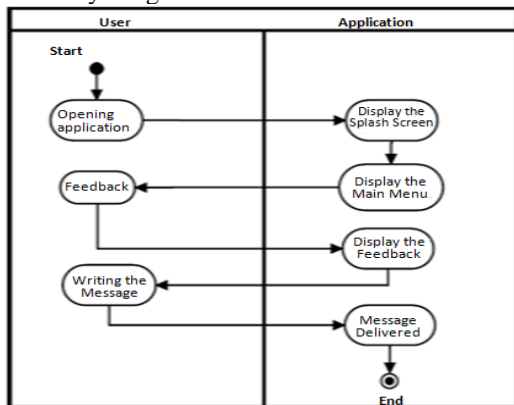 User
Application
Start
Opening
application
Display the
Splash Screen
Feedback
Display the
Main Menu
Display the
Feedback
Writing the
Message
Message
Delivered
End